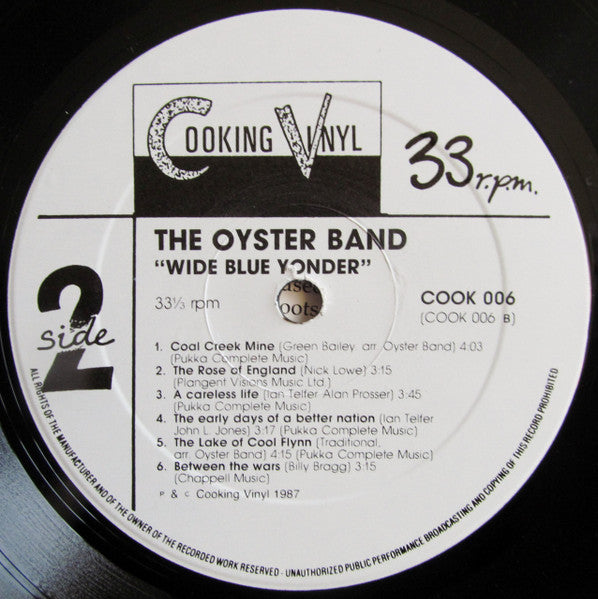 COOKING VINYL
33 r.p.m.
THE OYSTER BAND
“WIDE BLUE YONDER”
33⅓ rpm
COOK 006
(COOK 006 B)
side 2
1. Coal Creek Mine (Green Bailey arr. Oyster Band) 4:03
(Pukka Complete Music)
2. The Rose of England (Nick Lowe) 3:15
(Plangent Visions Music Ltd.)
3. A careless life (Ian Telfer Alan Prosser) 3:45
(Pukka Complete Music)
4. The early days of a better nation (Ian Telfer
John L. Jones) 3:17 (Pukka Complete Music)
5. The Lake of Cool Flynn (Traditional,
arr. Oyster Band) 4:15 (Pukka Complete Music)
6. Between the wars (Billy Bragg) 3:15
(Chappell Music)
P & C Cooking Vinyl 1987
ALL RIGHTS OF THE MANUFACTURER AND OF THE OWNER OF THE RECORDED WORK RESERVED - UNAUTHORIZED PUBLIC PERFORMANCE BROADCASTING AND COPYING OF THIS RECORD PROHIBITED